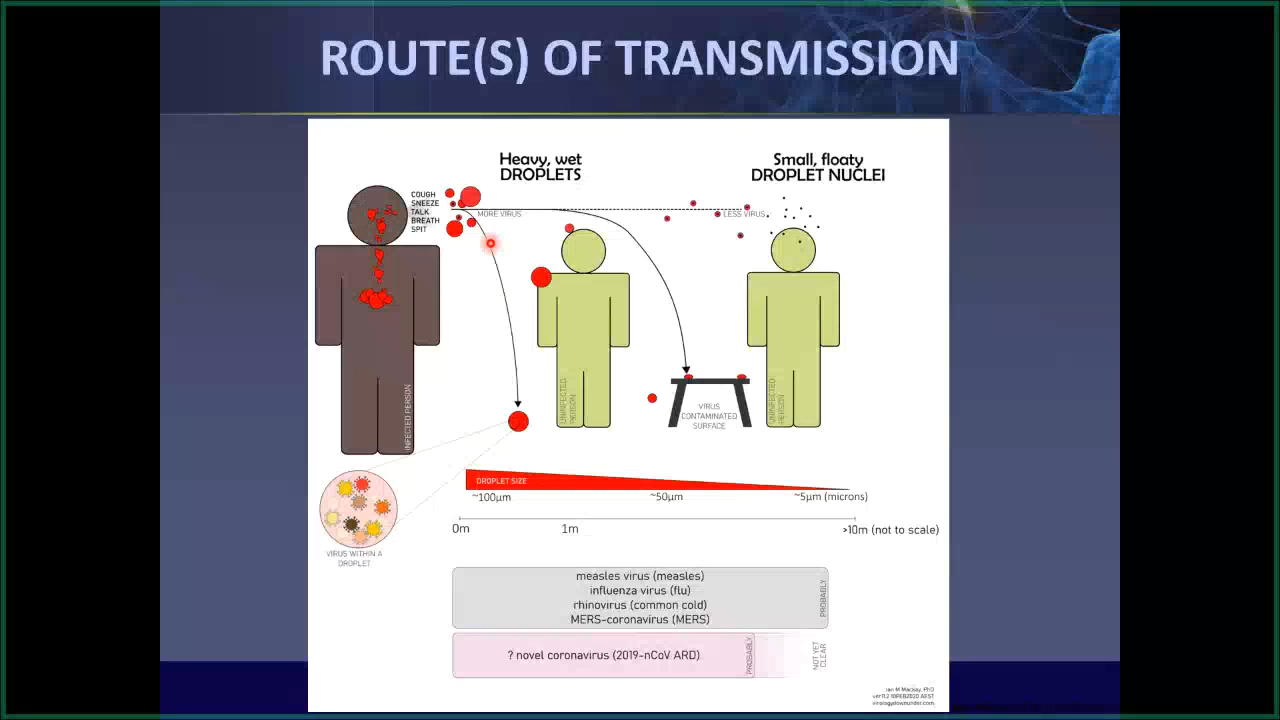 ROUTE(S) OF TRANSMISSION
Heavy, wet
DROPLETS
Small, floaty
DROPLET NUCLEI
COUGH
SNEEZE
TALK
BREATH
SPIT
MORE VIRUS
LESS VIRUS
INFECTED PERSON
UNINFECTED
PERSON
VIRUS
CONTAMINATED
SURFACE
UNINFECTED
PERSON
DROPLET SIZE
~100µm
~50µm
~5µm (microns)
0m
1m
>10m (not to scale)
VIRUS WITHIN A
DROPLET
measles virus (measles)
influenza virus (flu)
rhinovirus (common cold)
MERS-coronavirus (MERS)
PROBABLY
? novel coronavirus (2019-nCoV ARD)
PROBABLY
NOT YET
CLEAR
Ian M Mackay, PhD
ver11.2 10FEB2020 AEST
virologydownunder.com